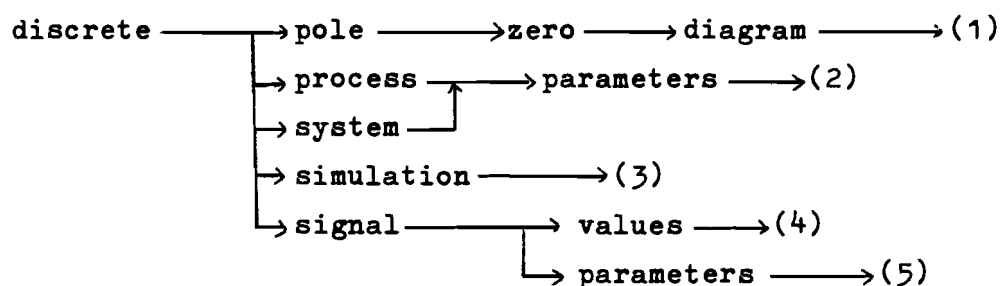 discrete pole zero diagram (1)
process parameters (2)
system
simulation (3)
signal values (4)
parameters (5)